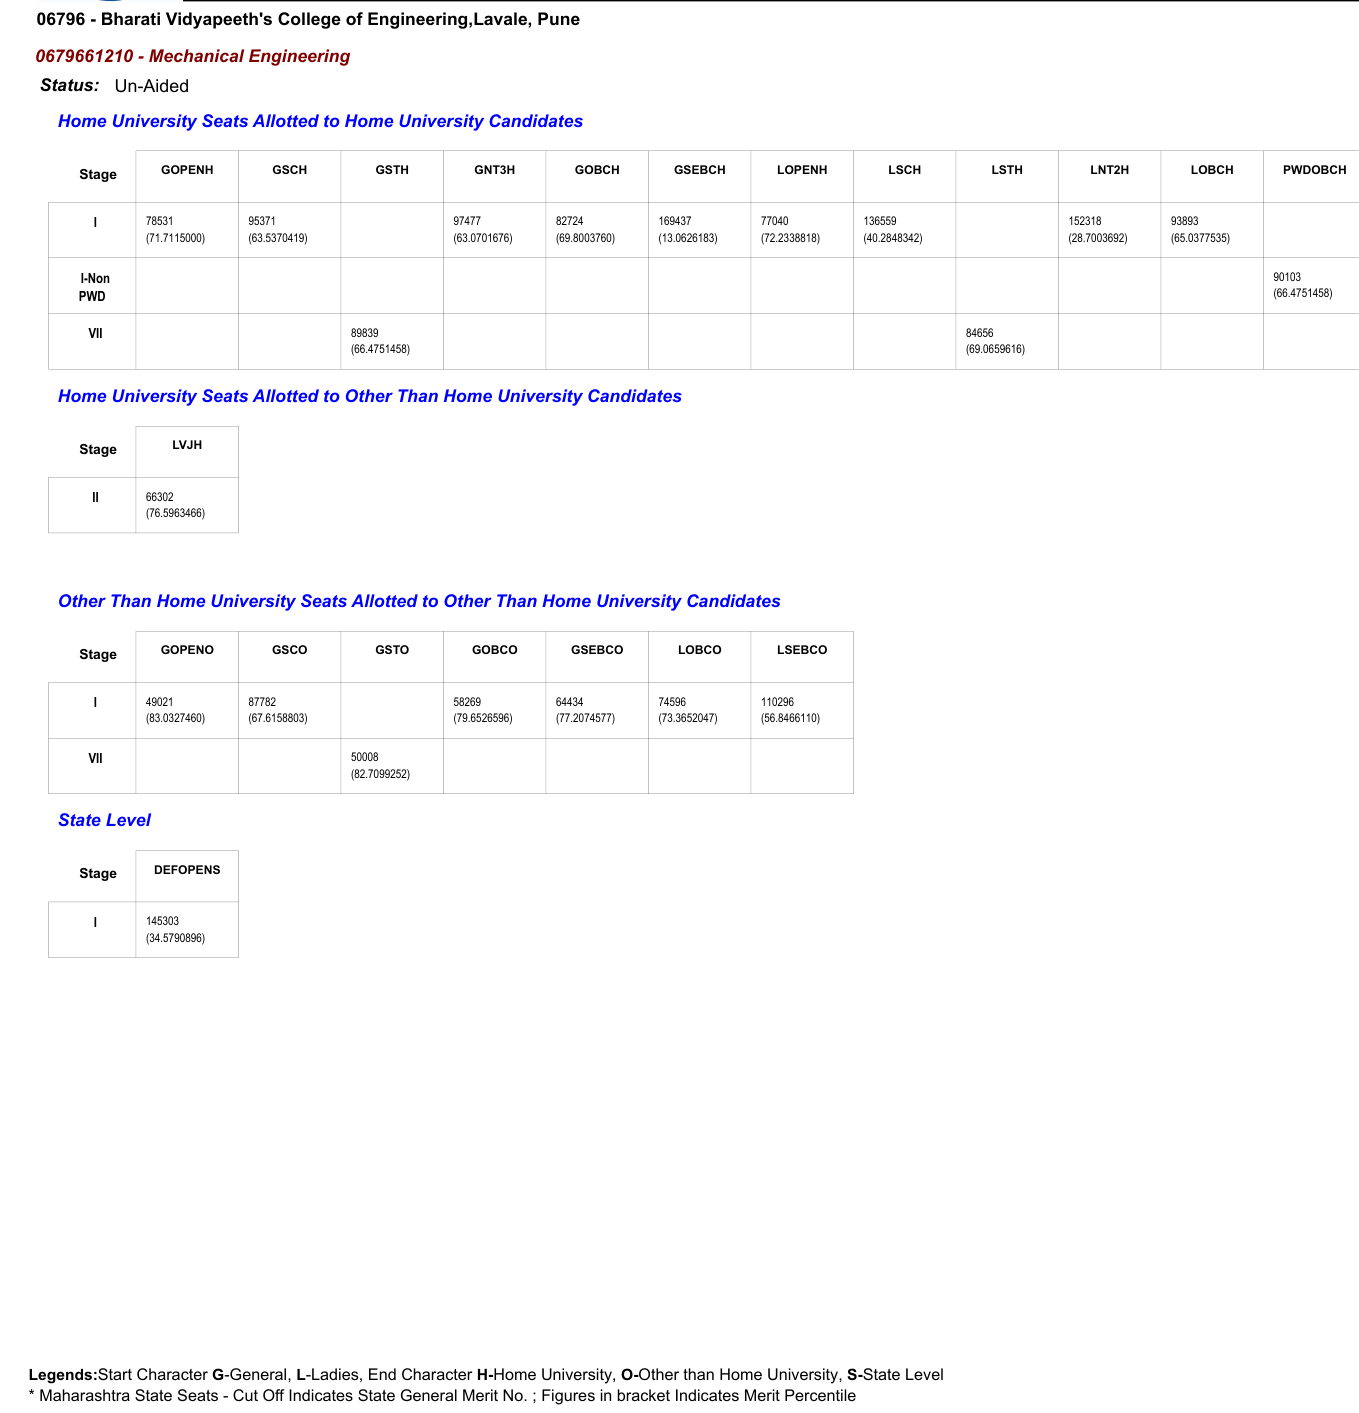 06796 - Bharati Vidyapeeth's College of Engineering,Lavale, Pune
0679661210 - Mechanical Engineering
Status: Un-Aided
Home University Seats Allotted to Home University Candidates
Stage GOPENH GSCH GSTH GNT3H GOBCH GSEBCH LOPENH LSCH LSTH LNT2H LOBCH PWDOBCH
I 78531 95371 97477 82724 169437 77040 136559 152318 93893
(71.7115000) (63.5370419) (63.0701676) (69.8003760) (13.0626183) (72.2338818) (40.2848342) (28.7003692) (65.0377535)
I-Non 90103
PWD (66.4751458)
VII 89839 84656
(66.4751458) (69.0659616)
Home University Seats Allotted to Other Than Home University Candidates
Stage LVJH
II 66302
(76.5963466)
Other Than Home University Seats Allotted to Other Than Home University Candidates
Stage GOPENO GSCO GSTO GOBCO GSEBCO LOBCO LSEBCO
I 49021 87782 58269 64434 74596 110296
(83.0327460) (67.6158803) (79.6526596) (77.2074577) (73.3652047) (56.8466110)
VII 50008
(82.7099252)
State Level
Stage DEFOPENS
I 145303
(34.5790896)
Legends:Start Character G-General, L-Ladies, End Character H-Home University, O-Other than Home University, S-State Level
* Maharashtra State Seats - Cut Off Indicates State General Merit No. ; Figures in bracket Indicates Merit Percentile